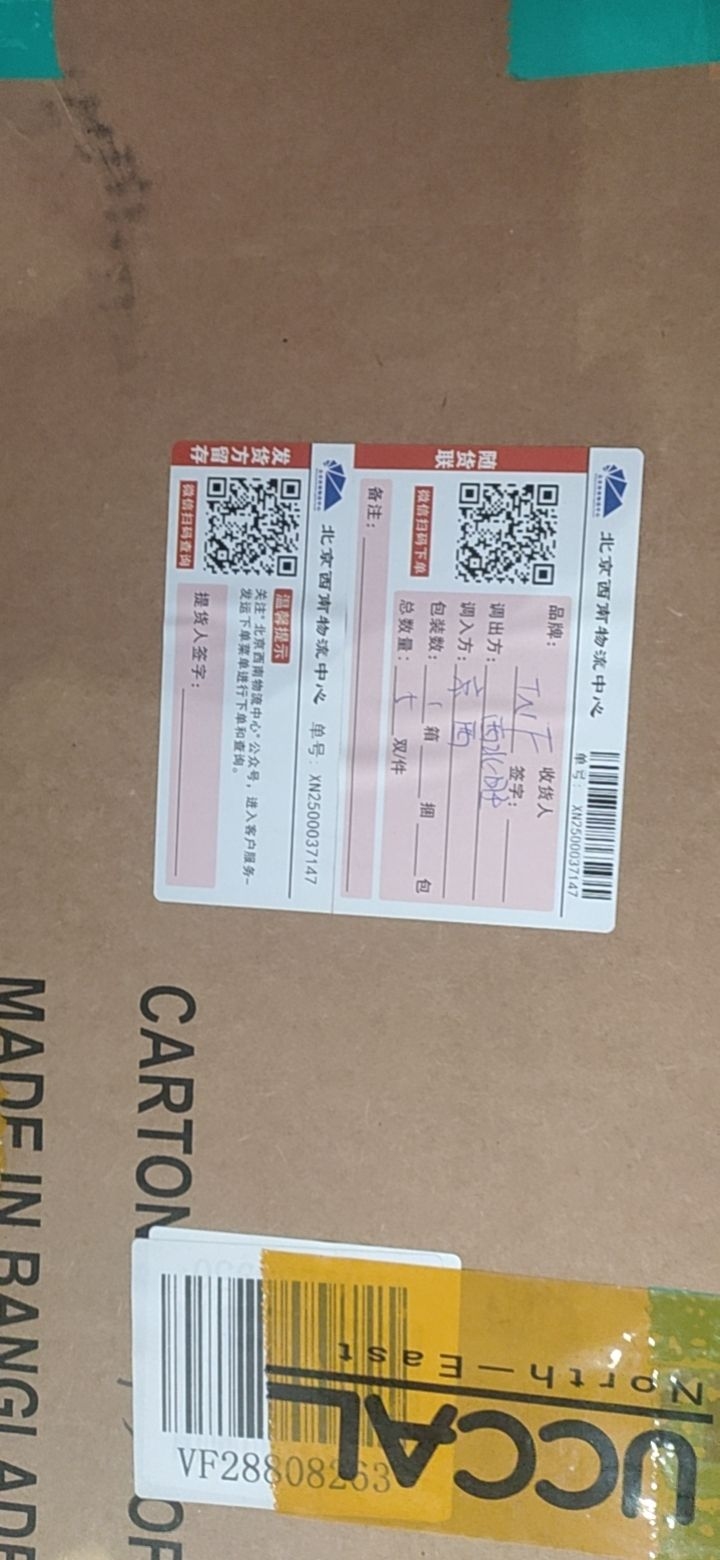 北京西南物流中心
单号: XN2500037147
随货联
微信扫码下单
品牌: TNF 收货人
签字:
调出方:
调入方:
包装数: 1 箱 捆 包
总数量: 双/件
备注:
北京西南物流中心 单号: XN2500037147
发货方留存
微信扫码查询
温馨提示
关注"北京西南物流中心"公众号，进入客户服务-
发运下单菜单进行下单和查询。
提货人签字:
CARTON
OF
MADE IN BANGLADE
VF28808263
UCCAL
North-East